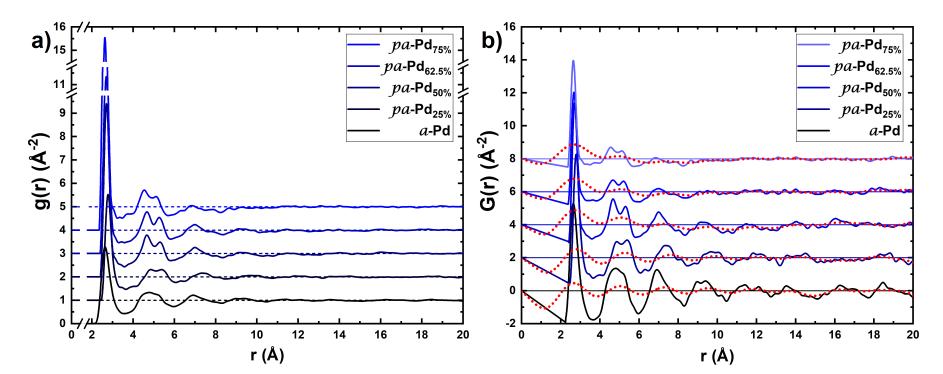 a)
16
15
11
9
8
7
6
5
4
3
2
1
0
g(r) (Å⁻²)
pa-Pd75%
pa-Pd62.5%
pa-Pd50%
pa-Pd25%
a-Pd
0 2 4 6 8 10 12 14 16 18 20
r (Å)
b)
16
14
12
10
8
6
4
2
0
-2
G(r) (Å⁻²)
pa-Pd75%
pa-Pd62.5%
pa-Pd50%
pa-Pd25%
a-Pd
0 2 4 6 8 10 12 14 16 18 20
r (Å)